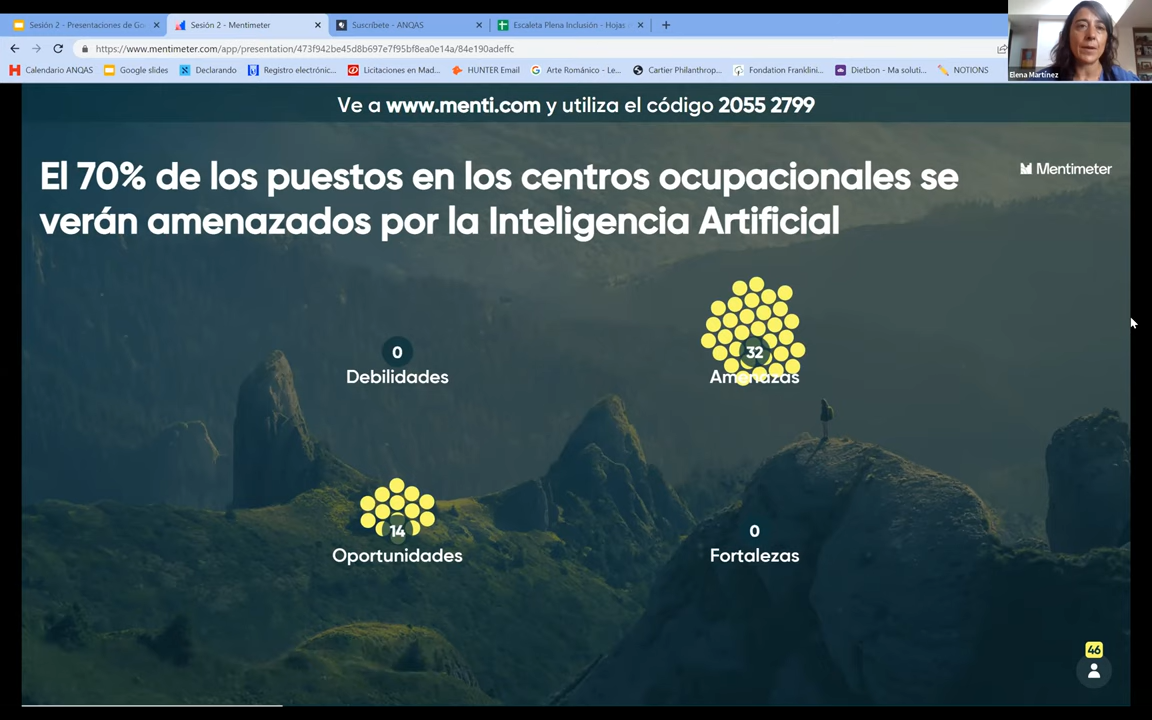 Sesión 2 - Presentaciones de Go
Sesión 2 - Mentimeter
Suscríbete - ANQAS
Escaleta Plena Inclusión - Hojas
https://www.mentimeter.com/app/presentation/473f942be45d8b697e7f95bf8ea0e14a/84e190adeffc
Calendario ANQAS
Google slides
Declarando
Registro electrónic...
Licitaciones en Mad...
HUNTER Email
Arte Románico - Le...
Cartier Philanthrop...
Fondation Franklini...
Dietbon - Ma soluti...
NOTIONS
Elena Martínez
Ve a www.menti.com y utiliza el código 2055 2799
El 70% de los puestos en los centros ocupacionales se
verán amenazados por la Inteligencia Artificial
Mentimeter
0
Debilidades
32
Amenazas
14
Oportunidades
0
Fortalezas
46